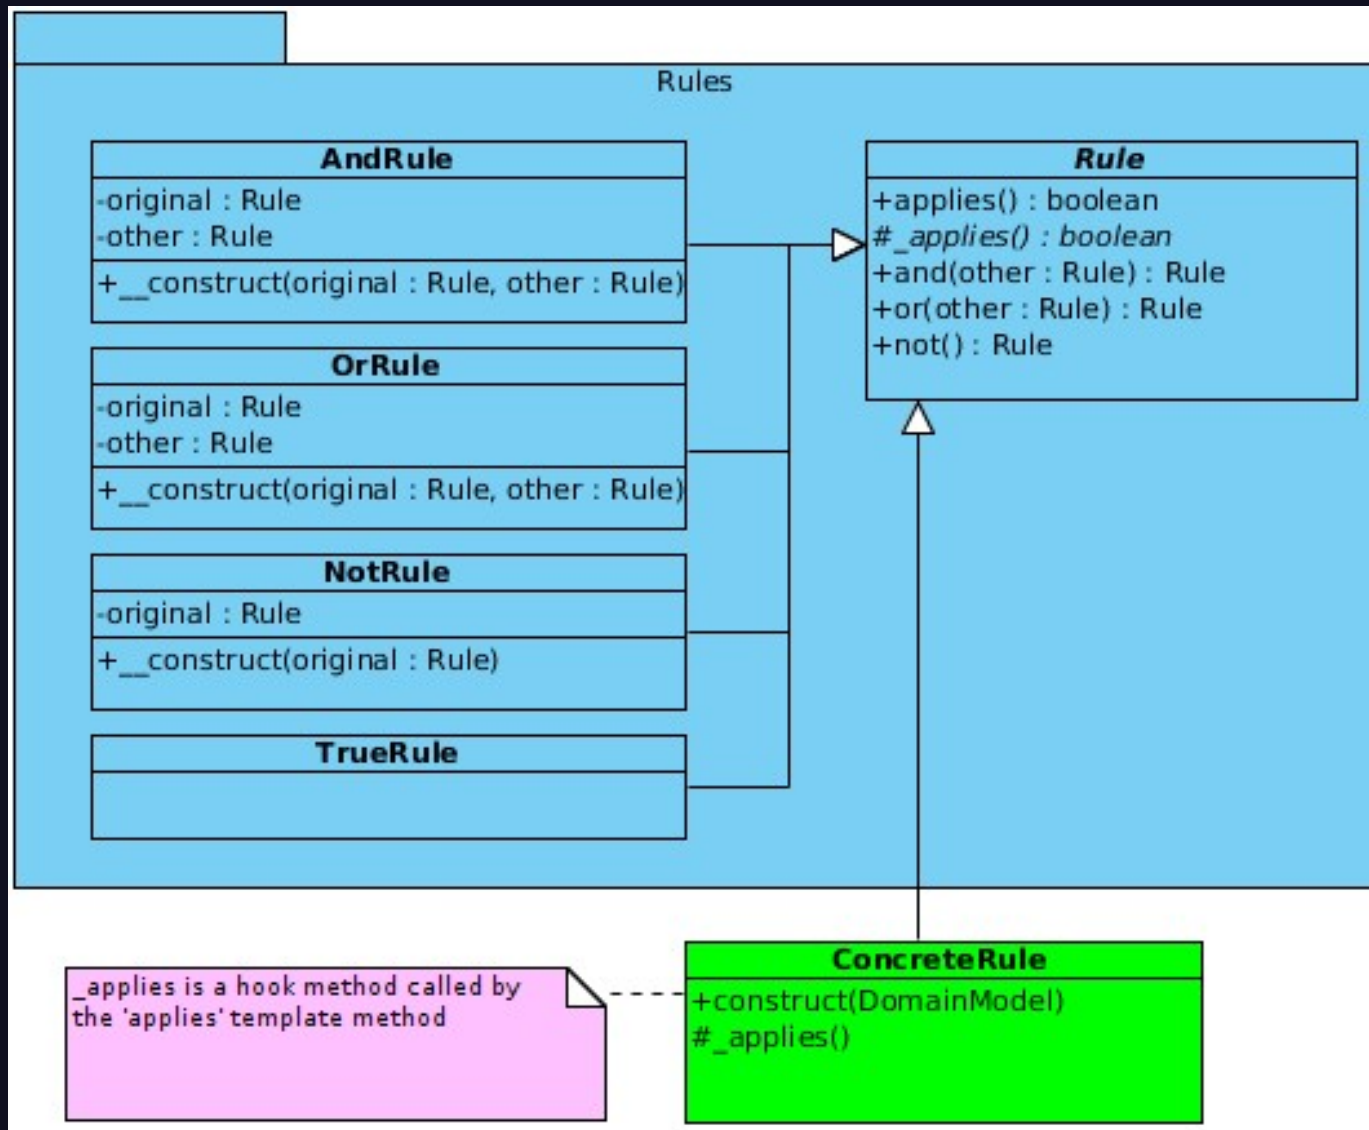 Rules
AndRule
-original : Rule
-other : Rule
+__construct(original : Rule, other : Rule)
OrRule
-original : Rule
-other : Rule
+__construct(original : Rule, other : Rule)
NotRule
-original : Rule
+__construct(original : Rule)
TrueRule
Rule
+applies() : boolean
#_applies() : boolean
+and(other : Rule) : Rule
+or(other : Rule) : Rule
+not() : Rule
_applies is a hook method called by
the 'applies' template method
ConcreteRule
+construct(DomainModel)
#_applies()